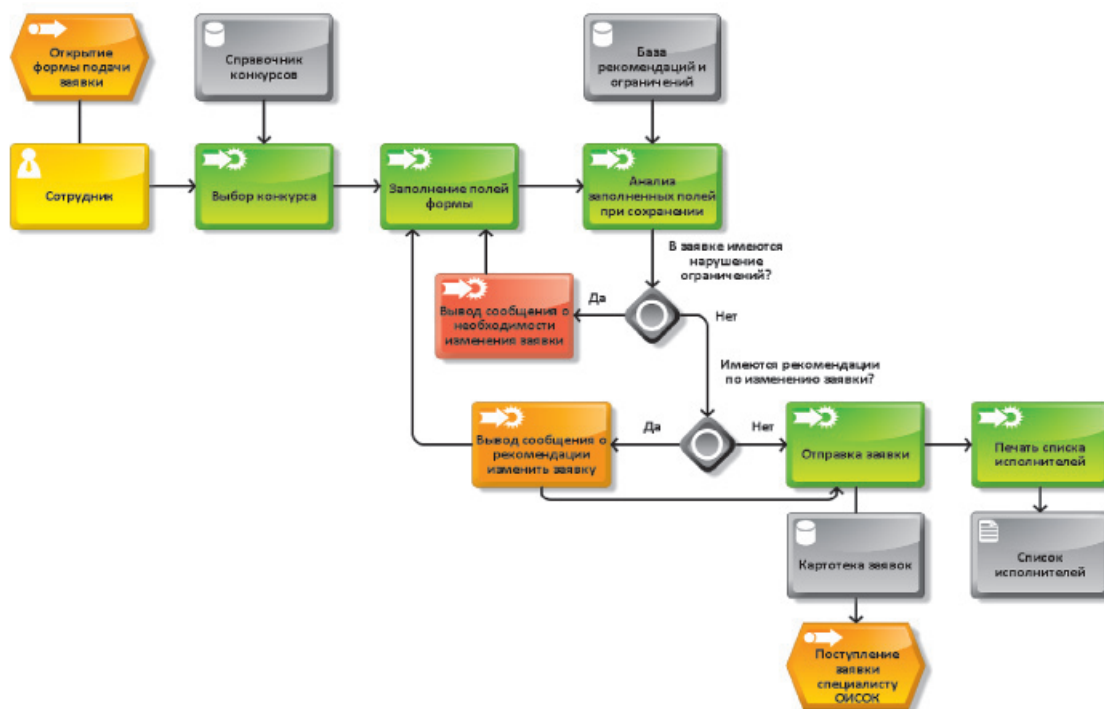 Открытие
формы подачи
заявки
Справочник
конкурсов
База
рекомендаций и
ограничений
Сотрудник
Выбор конкурса
Заполнение полей
формы
Анализ
заполненных полей
при сохранении
В заявке имеются
нарушение
ограничений?
Да
Нет
Вывод сообщения о
необходимости
изменения заявки
Имеются рекомендации
по изменению заявки?
Вывод сообщения о
рекомендации
изменить заявку
Да
Нет
Отправка заявки
Печать списка
исполнителей
Картотека заявок
Список
исполнителей
Поступление
заявки
специалисту
ОИСОК